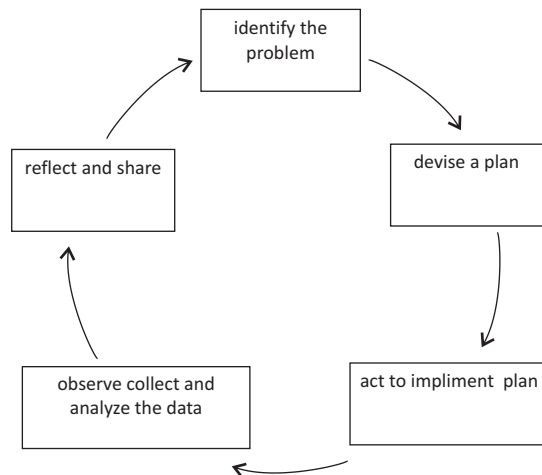 identify the
problem
devise a plan
act to impliment  plan
observe collect and
analyze the data
reflect and share